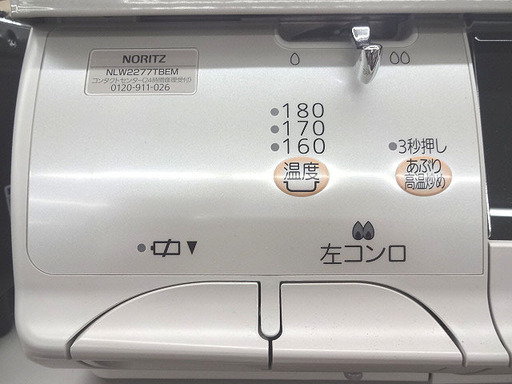 NORITZ
NLW2277TBEM
コンタクトセンター(24時間修理受付)
0120-911-026
180
170
160
温度
3秒押し
あぶり
高温炒め
左コンロ